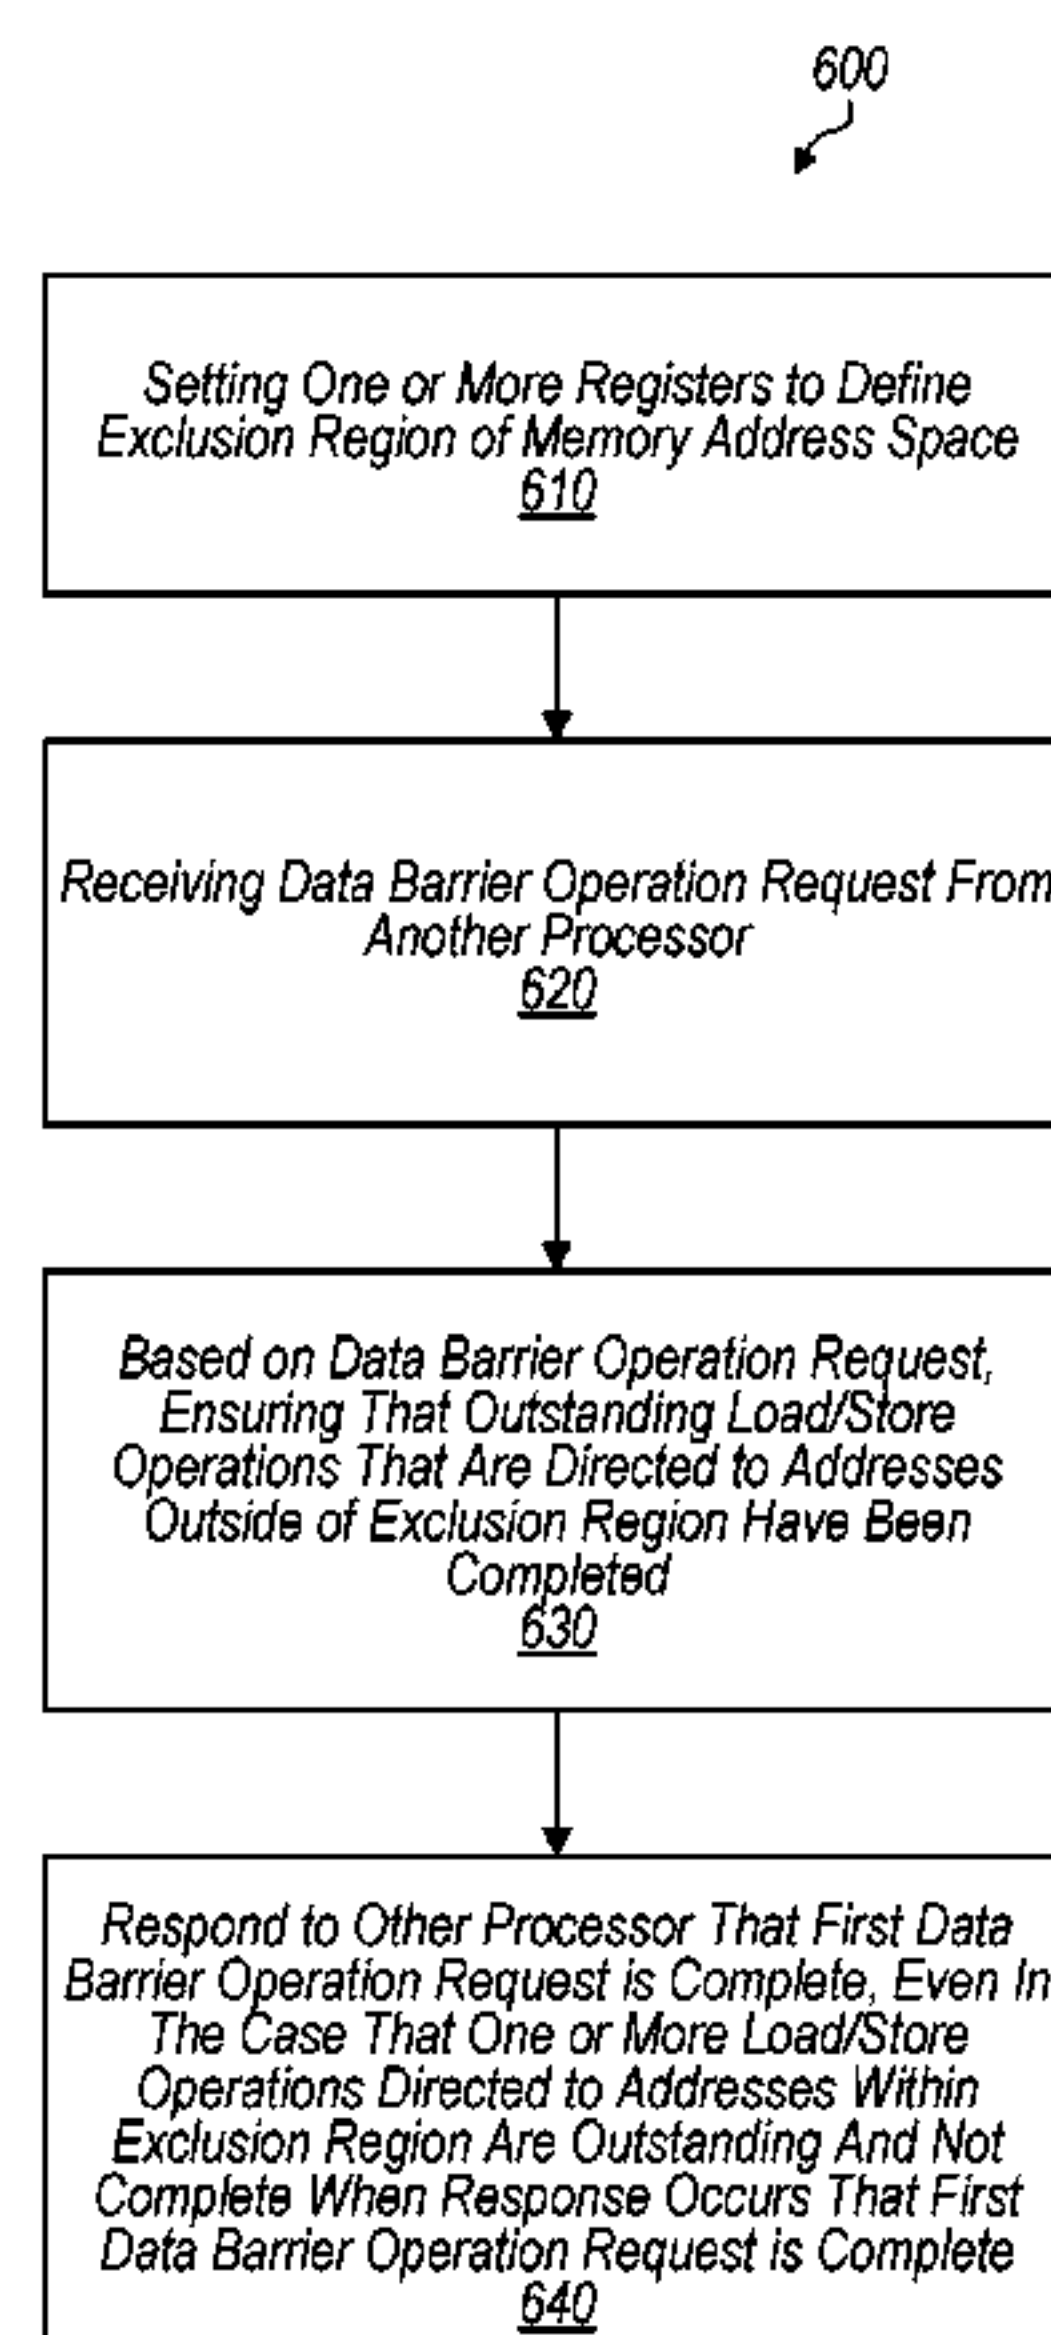 600
Setting One or More Registers to Define
Exclusion Region of Memory Address Space
610
Receiving Data Barrier Operation Request From
Another Processor
620
Based on Data Barrier Operation Request,
Ensuring That Outstanding Load/Store
Operations That Are Directed to Addresses
Outside of Exclusion Region Have Been
Completed
630
Respond to Other Processor That First Data
Barrier Operation Request is Complete, Even In
The Case That One or More Load/Store
Operations Directed to Addresses Within
Exclusion Region Are Outstanding And Not
Complete When Response Occurs That First
Data Barrier Operation Request is Complete
640